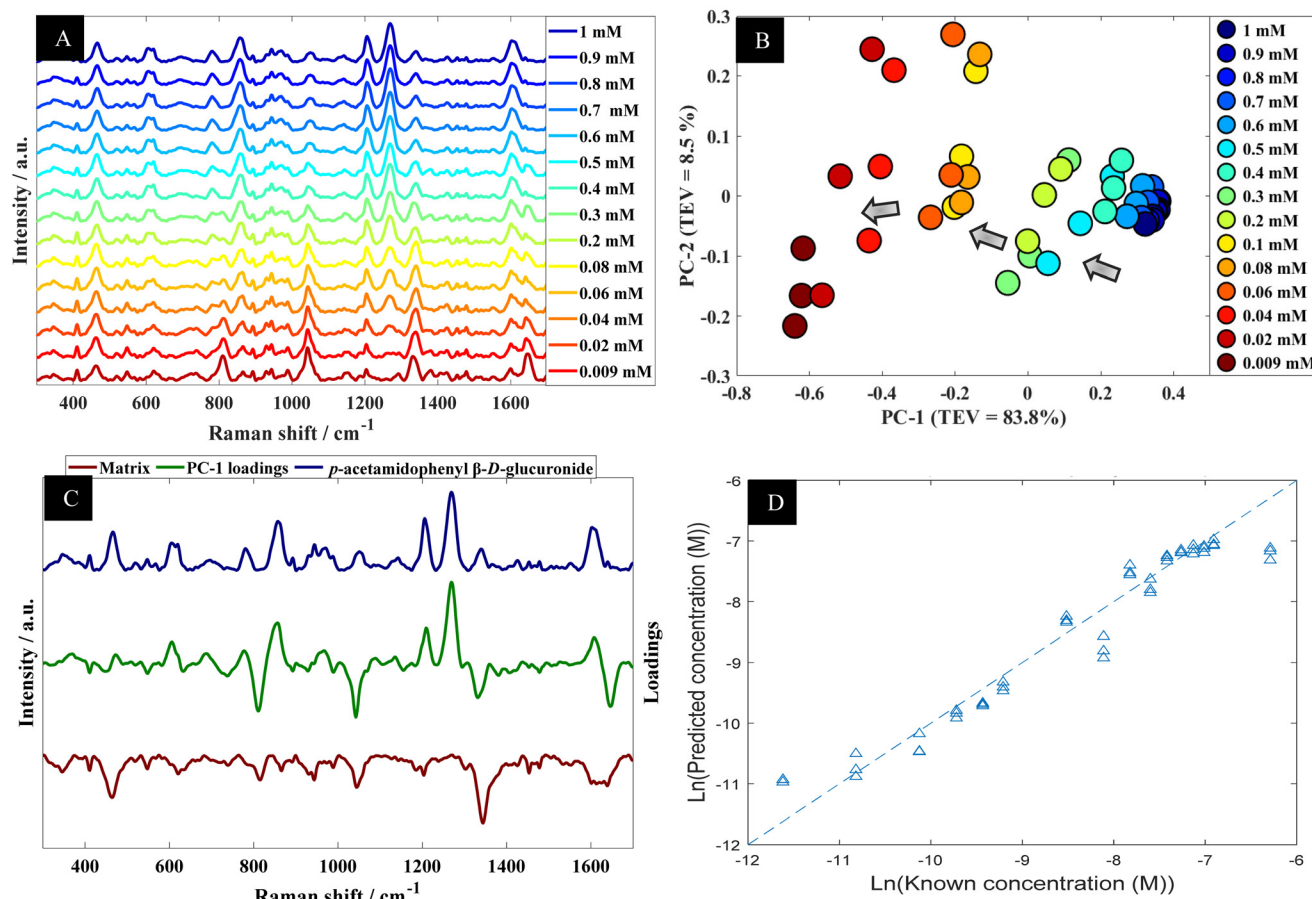 A
Intensity / a.u.
1 mM
0.9 mM
0.8 mM
0.7 mM
0.6 mM
0.5 mM
0.4 mM
0.3 mM
0.2 mM
0.08 mM
0.06 mM
0.04 mM
0.02 mM
0.009 mM
400 600 800 1000 1200 1400 1600
Raman shift / cm-1
B
PC-2 (TEV = 8.5 %)
0.3
0.2
0.1
0
-0.1
-0.2
-0.3
-0.8 -0.6 -0.4 -0.2 0 0.2 0.4
PC-1 (TEV = 83.8%)
1 mM
0.9 mM
0.8 mM
0.7 mM
0.6 mM
0.5 mM
0.4 mM
0.3 mM
0.2 mM
0.1 mM
0.08 mM
0.06 mM
0.04 mM
0.02 mM
0.009 mM
Matrix PC-1 loadings p-acetamidophenyl β-D-glucuronide
C
Intensity / a.u.
Loadings
400 600 800 1000 1200 1400 1600
Raman shift / cm-1
D
Ln(Predicted concentration (M))
-6
-7
-8
-9
-10
-11
-12
-12 -11 -10 -9 -8 -7 -6
Ln(Known concentration (M))